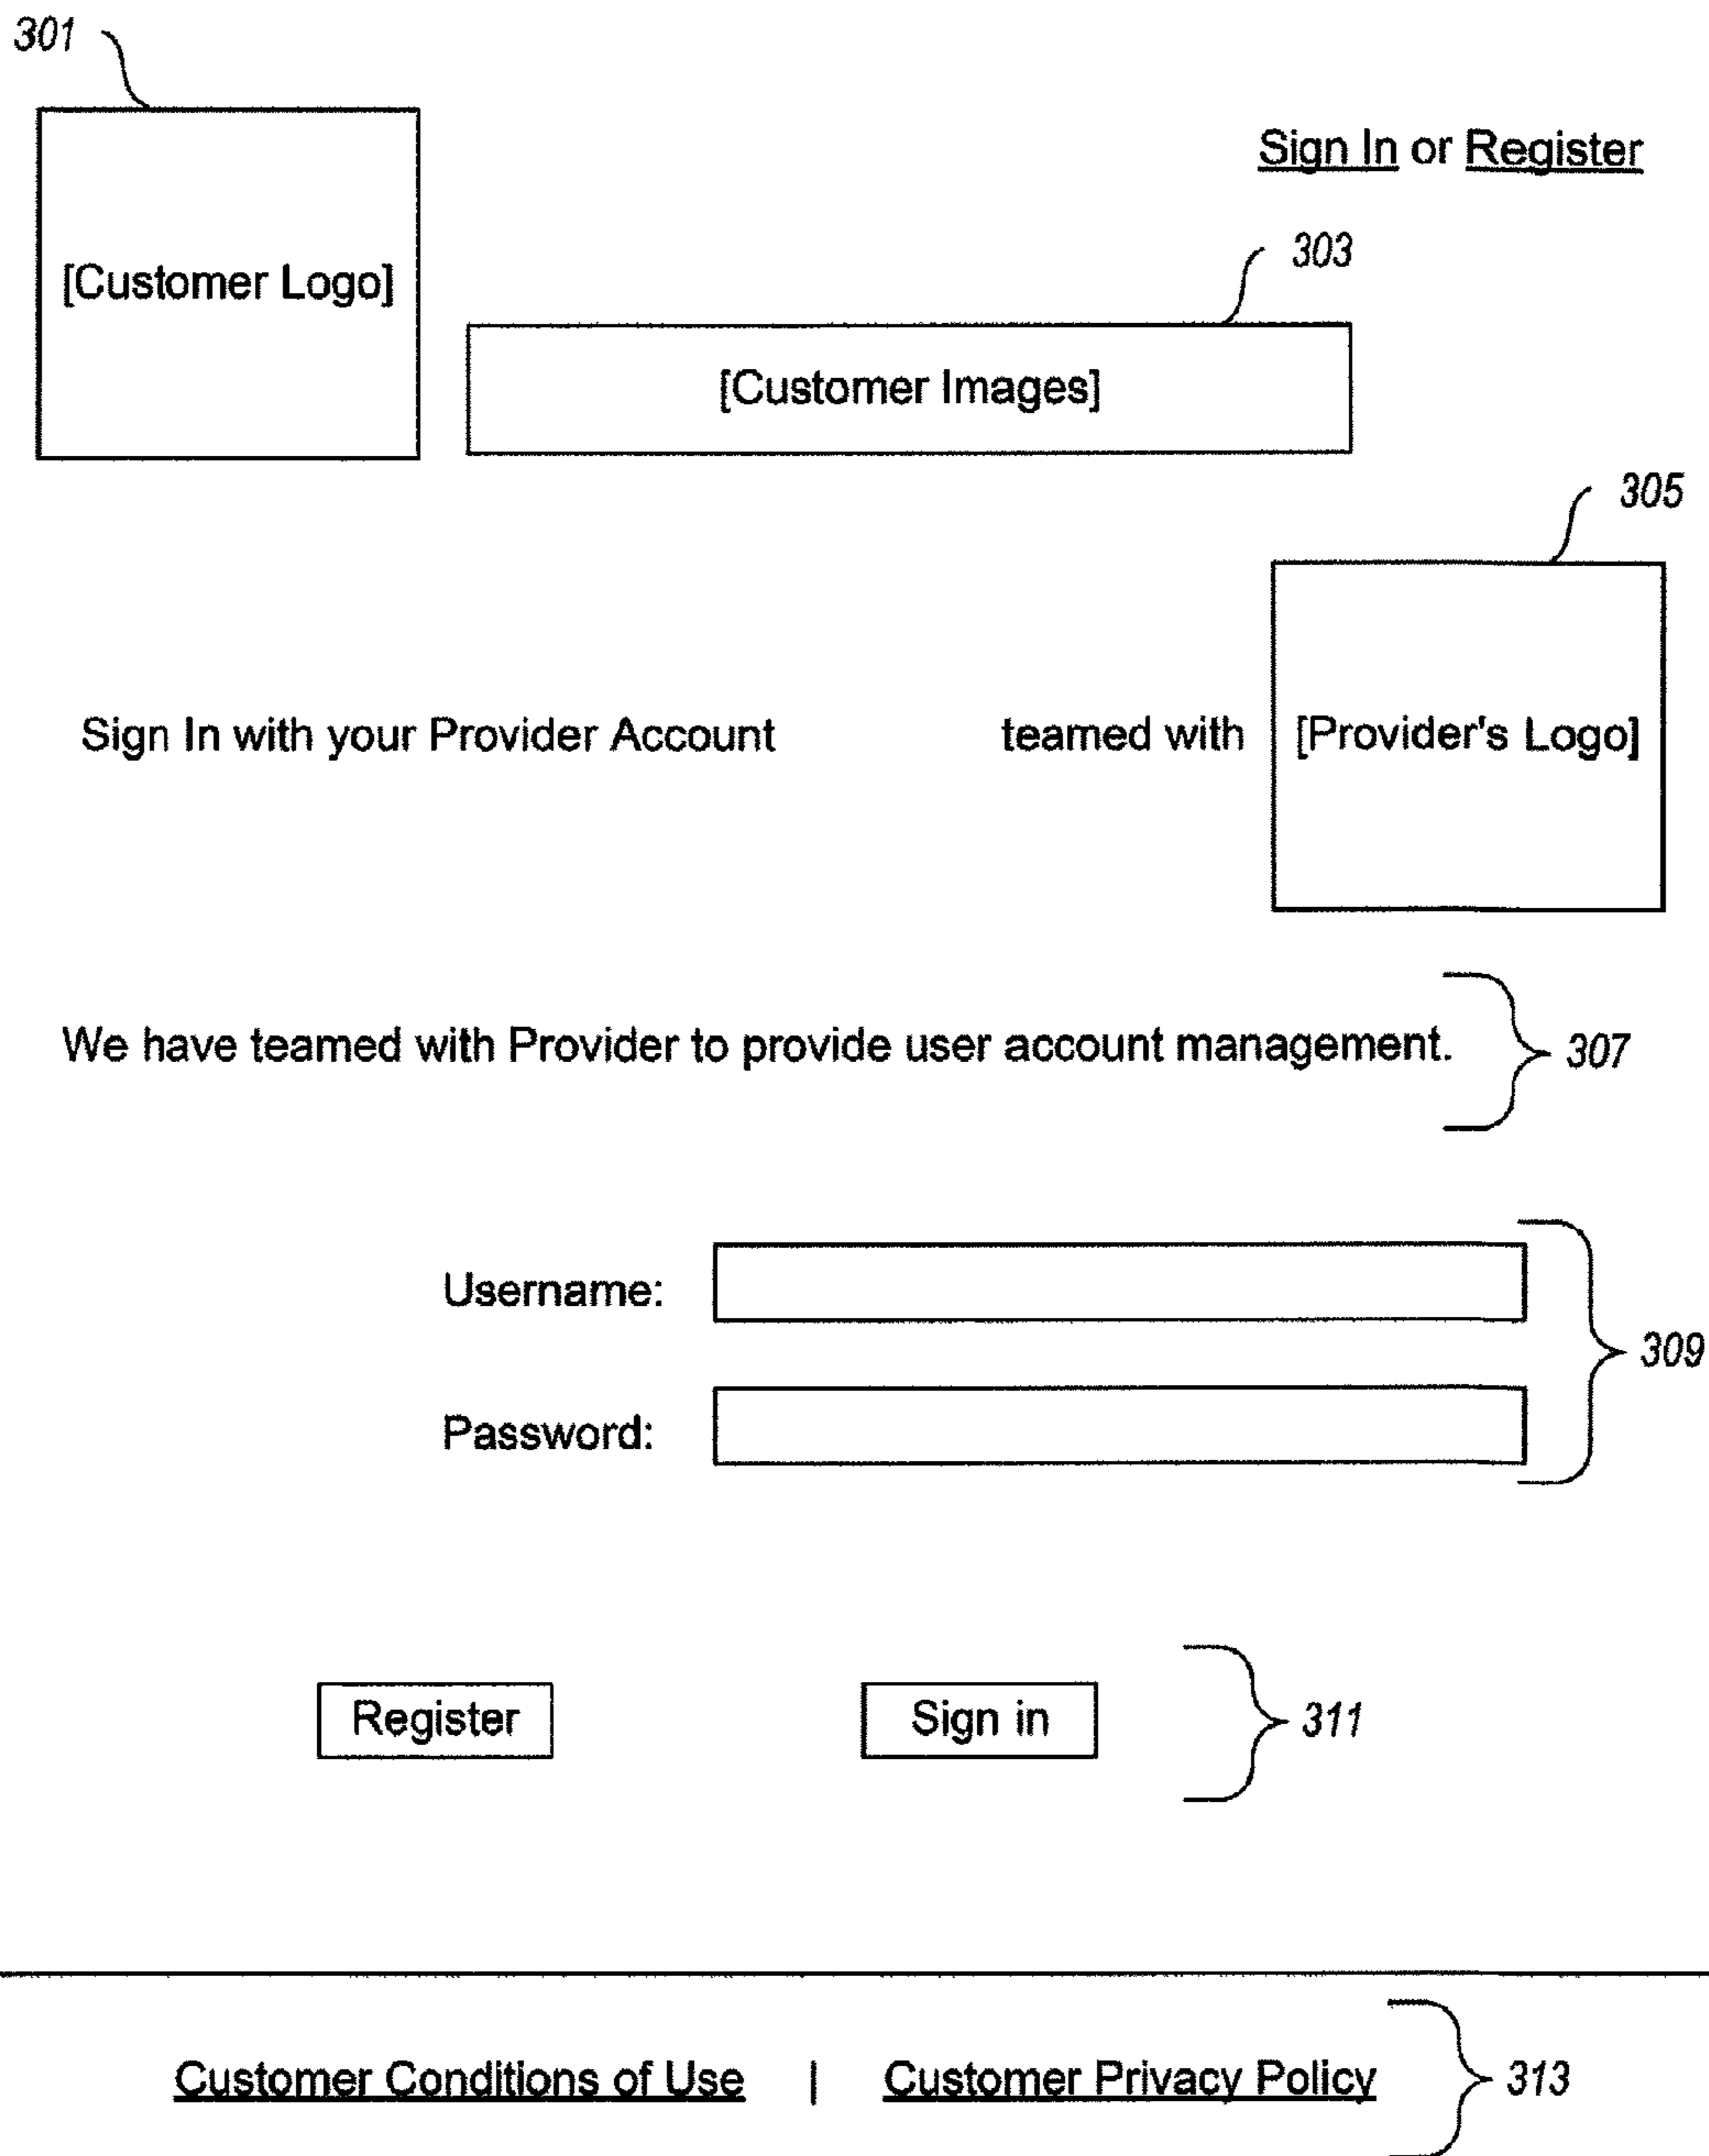 301
Sign In or Register
[Customer Logo]
303
[Customer Images]
305
Sign In with your Provider Account teamed with [Provider's Logo]
We have teamed with Provider to provide user account management. 307
Username:
309
Password:
Register Sign in 311
Customer Conditions of Use | Customer Privacy Policy 313